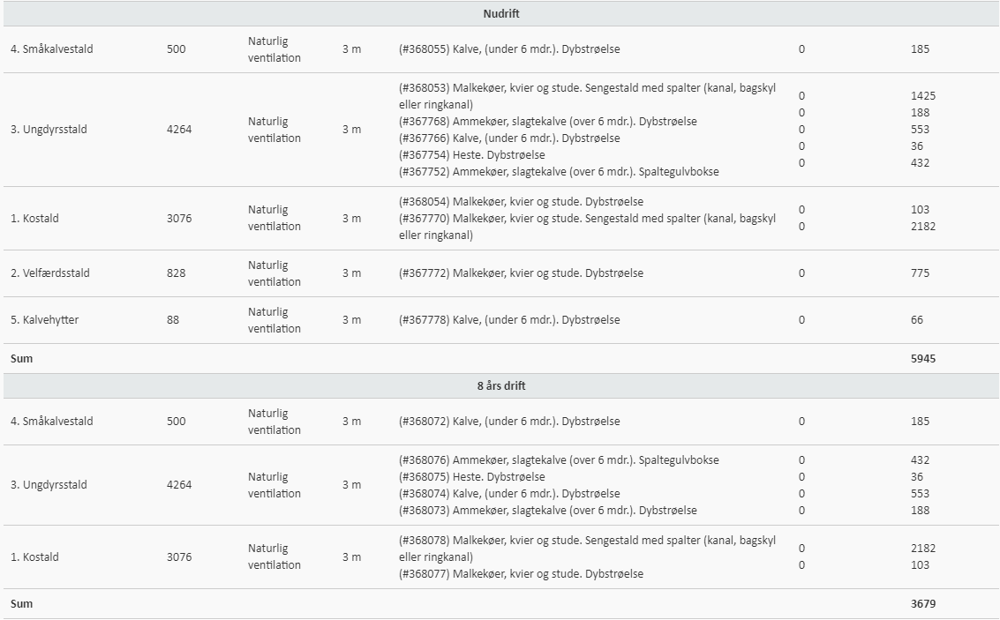 Nudrift
4. Småkalvestald 500 Naturlig ventilation 3 m (#368055) Kalve, (under 6 mdr.). Dybstrøelse 0 185
3. Ungdyrsstald 4264 Naturlig ventilation 3 m
(#368053) Malkekøer, kvier og stude. Sengestald med spalter (kanal, bagskyl
eller ringkanal) 0 1425
(#367768) Ammekøer, slagtekalve (over 6 mdr.). Dybstrøelse 0 188
(#367766) Kalve, (under 6 mdr.). Dybstrøelse 0 553
(#367754) Heste. Dybstrøelse 0 36
(#367752) Ammekøer, slagtekalve (over 6 mdr.). Spaltegulvbokse 0 432
1. Kostald 3076 Naturlig ventilation 3 m
(#368054) Malkekøer, kvier og stude. Dybstrøelse 0 103
(#367770) Malkekøer, kvier og stude. Sengestald med spalter (kanal, bagskyl
eller ringkanal) 0 2182
2. Velfærdsstald 828 Naturlig ventilation 3 m (#367772) Malkekøer, kvier og stude. Dybstrøelse 0 775
5. Kalvehytter 88 Naturlig ventilation 3 m (#367778) Kalve, (under 6 mdr.). Dybstrøelse 0 66
Sum 5945
8 års drift
4. Småkalvestald 500 Naturlig ventilation 3 m (#368072) Kalve, (under 6 mdr.). Dybstrøelse 0 185
3. Ungdyrsstald 4264 Naturlig ventilation 3 m
(#368076) Ammekøer, slagtekalve (over 6 mdr.). Spaltegulvbokse 0 432
(#368075) Heste. Dybstrøelse 0 36
(#368074) Kalve, (under 6 mdr.). Dybstrøelse 0 553
(#368073) Ammekøer, slagtekalve (over 6 mdr.). Dybstrøelse 0 188
1. Kostald 3076 Naturlig ventilation 3 m
(#368078) Malkekøer, kvier og stude. Sengestald med spalter (kanal, bagskyl
eller ringkanal) 0 2182
(#368077) Malkekøer, kvier og stude. Dybstrøelse 0 103
Sum 3679